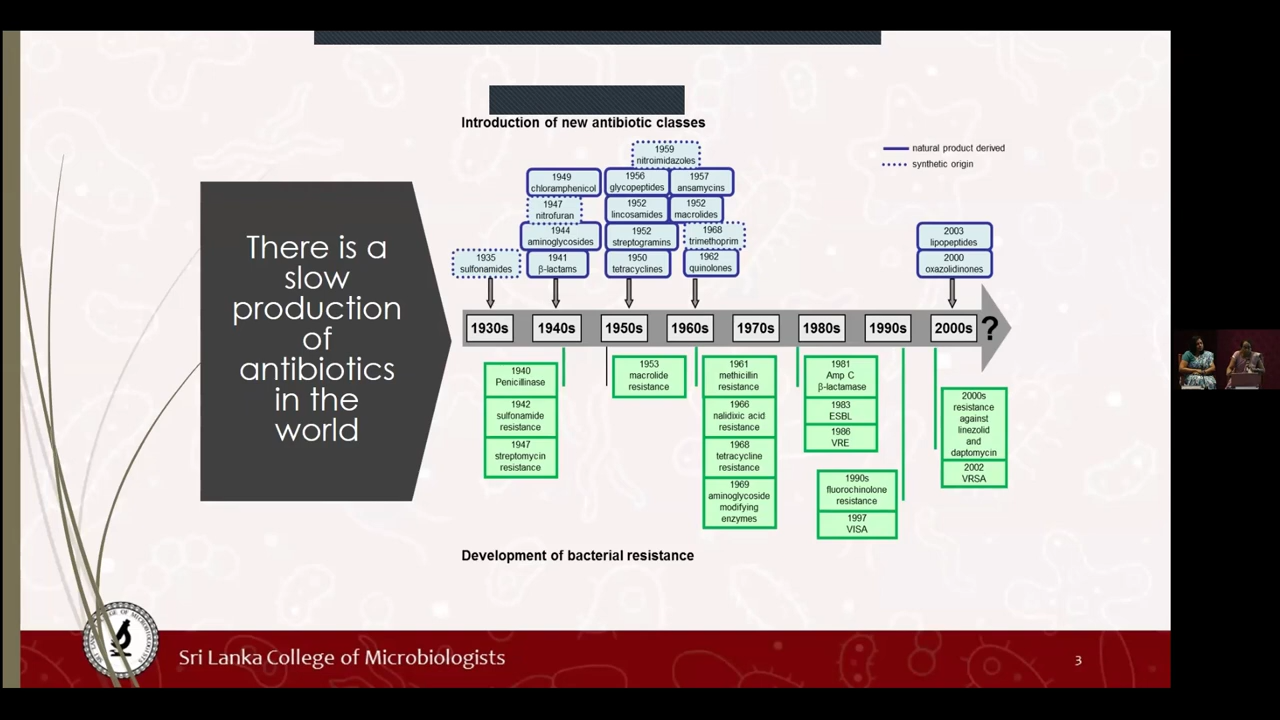 There is a
slow
production
of
antibiotics
in the
world
Introduction of new antibiotic classes
natural product derived
synthetic origin
1959
nitroimidazoles
1949
chloramphenicol
1956
glycopeptides
1957
ansamycins
1947
nitrofuran
1952
lincosamides
1952
macrolides
1944
aminoglycosides
1952
streptogramins
1968
trimethoprim
1935
sulfonamides
1941
β-lactams
1950
tetracyclines
1962
quinolones
2003
lipopeptides
2000
oxazolidinones
1930s
1940s
1950s
1960s
1970s
1980s
1990s
2000s
?
1940
Penicillinase
1942
sulfonamide
resistance
1947
streptomycin
resistance
1953
macrolide
resistance
1961
methicillin
resistance
1966
nalidixic acid
resistance
1968
tetracycline
resistance
1969
aminoglycoside
modifying
enzymes
1981
Amp C
β-lactamase
1983
ESBL
1986
VRE
1990s
fluorochinolone
resistance
1997
VISA
2000s
resistance
against
linezolid
and
daptomycin
2002
VRSA
Development of bacterial resistance
Sri Lanka College of Microbiologists
3